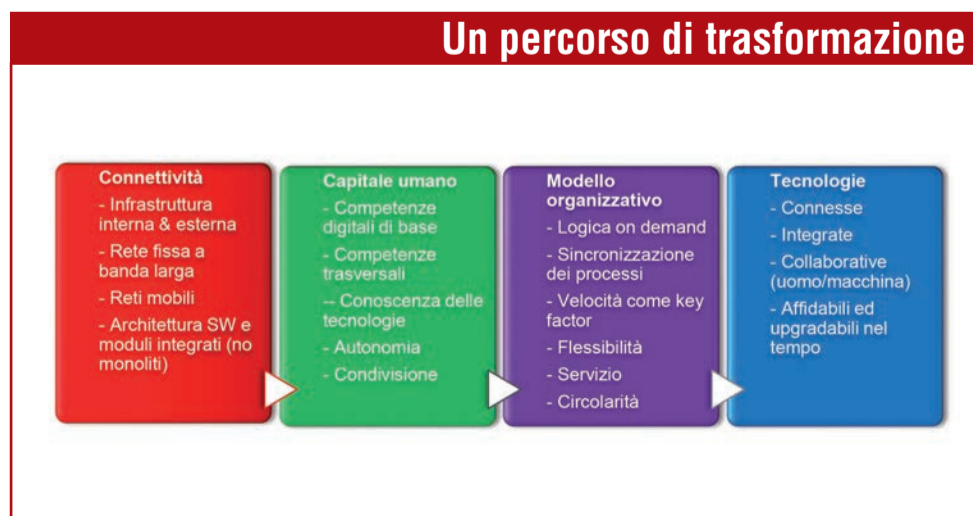 Un percorso di trasformazione
Connettività
- Infrastruttura
interna & esterna
- Rete fissa a
banda larga
- Reti mobili
- Architettura SW e
moduli integrati (no
monoliti)
Capitale umano
- Competenze
digitali di base
- Competenze
trasversali
-- Conoscenza delle
tecnologie
- Autonomia
- Condivisione
Modello
organizzativo
- Logica on demand
- Sincronizzazione
dei processi
- Velocità come key
factor
- Flessibilità
- Servizio
- Circolarità
Tecnologie
- Connesse
- Integrate
- Collaborative
(uomo/macchina)
- Affidabili ed
upgradabili nel
tempo